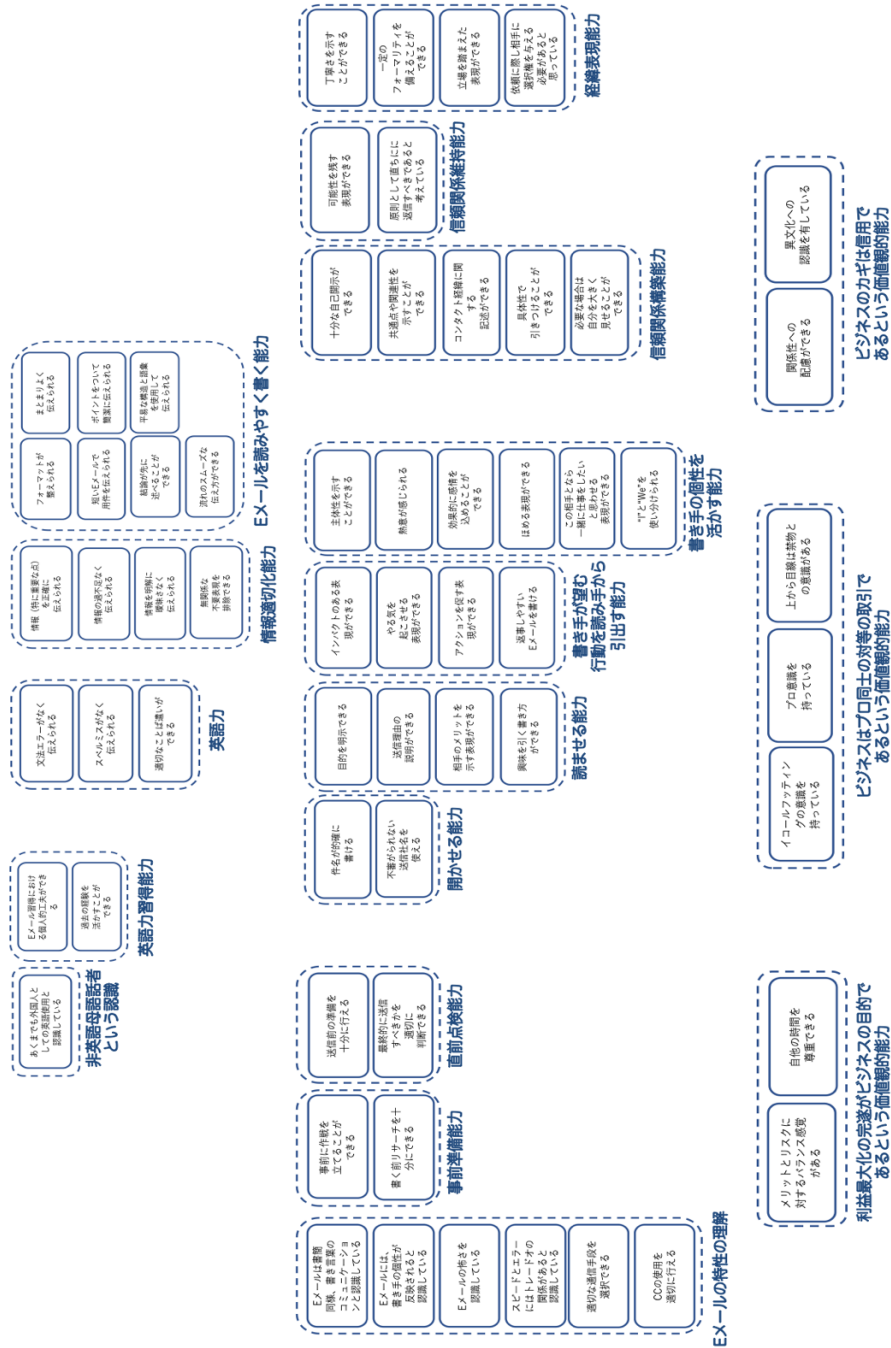 あくまでも外国人と
しての英語使用と
認識している
非英語母語話者
という認識
Eメール習得におけ
る個人的工夫ができ
る
過去の経験を
活かすことが
できる
英語力習得能力
文法エラーがなく
伝えられる
スペルミスがなく
伝えられる
適切なことば遣いが
できる
英語力
情報（特に重要な点）
を正確に
伝えられる
情報の過不足なく
伝えられる
情報を明解に
曖昧さなく
伝えられる
無関係な
不要表現を
排除できる
情報適切化能力
フォーマットが
整えられる
まとまりよく
伝えられる
短いEメールで
用件を伝えられる
ポイントをついて
簡潔に伝えられる
結論が先に
述べることが
できる
平易な構造と語彙
を使用して
伝えられる
流れのスムーズな
伝え方ができる
Eメールを読みやすく書く能力
Eメールは書簡
同様、書き言葉の
コミュニケーショ
ンと認識している
Eメールには、
書き手の個性が
反映されると
認識している
Eメールの怖さを
認識している
スピードとエラー
にはトレードオの
関係があると
認識している
適切な通信手段を
選択できる
CCの使用を
適切に行える
Eメールの特性の理解
事前に作戦を
立てることが
できる
書く前リサーチを十
分にできる
事前準備能力
送信前の準備を
十分に行える
最終的に送信
すべきかを
適切に
判断できる
直前点検能力
件名が的確に
書ける
不審がられない
送信社名を
使える
開かせる能力
目的を明示できる
送信理由の
説明ができる
相手のメリットを
示す表現ができる
興味を引く書き方
ができる
読ませる能力
インパクトのある表
現ができる
やる気を
起こさせる
表現ができる
アクションを促す表
現ができる
返事しやすい
Eメールを書ける
書き手が望む
行動を読み手から
引出す能力
主体性を示す
ことができる
熱意が感じられる
効果的に感情を
込めることが
できる
ほめる表現ができる
この相手となら
一緒に仕事をしたい
と思わせる
表現ができる
"I"と"We"を
使い分けられる
書き手の個性を
活かす能力
十分な自己開示が
できる
共通点や関連性を
示すことが
できる
コンタクト経緯に関
する
記述ができる
具体性で
引きつけることが
できる
必要な場合は
自分を大きく
見せることが
できる
信頼関係構築能力
可能性を残す
表現ができる
原則として直ちにに
返信すべきであると
考えている
信頼関係維持能力
丁寧さを示す
ことができる
一定の
フォーマリティを
備えることが
できる
立場を踏まえた
表現ができる
依頼に際し相手に
選択権を与える
必要があると
思っている
経緯表現能力
メリットとリスクに
対するバランス感覚
がある
自他の時間を
尊重できる
利益最大化の完遂がビジネスの目的で
あるという価値観的能力
イコールフッティン
グの意識を
持っている
プロ意識を
持っている
上から目線は禁物と
の意識がある
ビジネスはプロ同士の対等の取引で
あるという価値観的能力
関係性への
配慮ができる
異文化への
認識を有している
ビジネスのカギは信用で
あるという価値観的能力